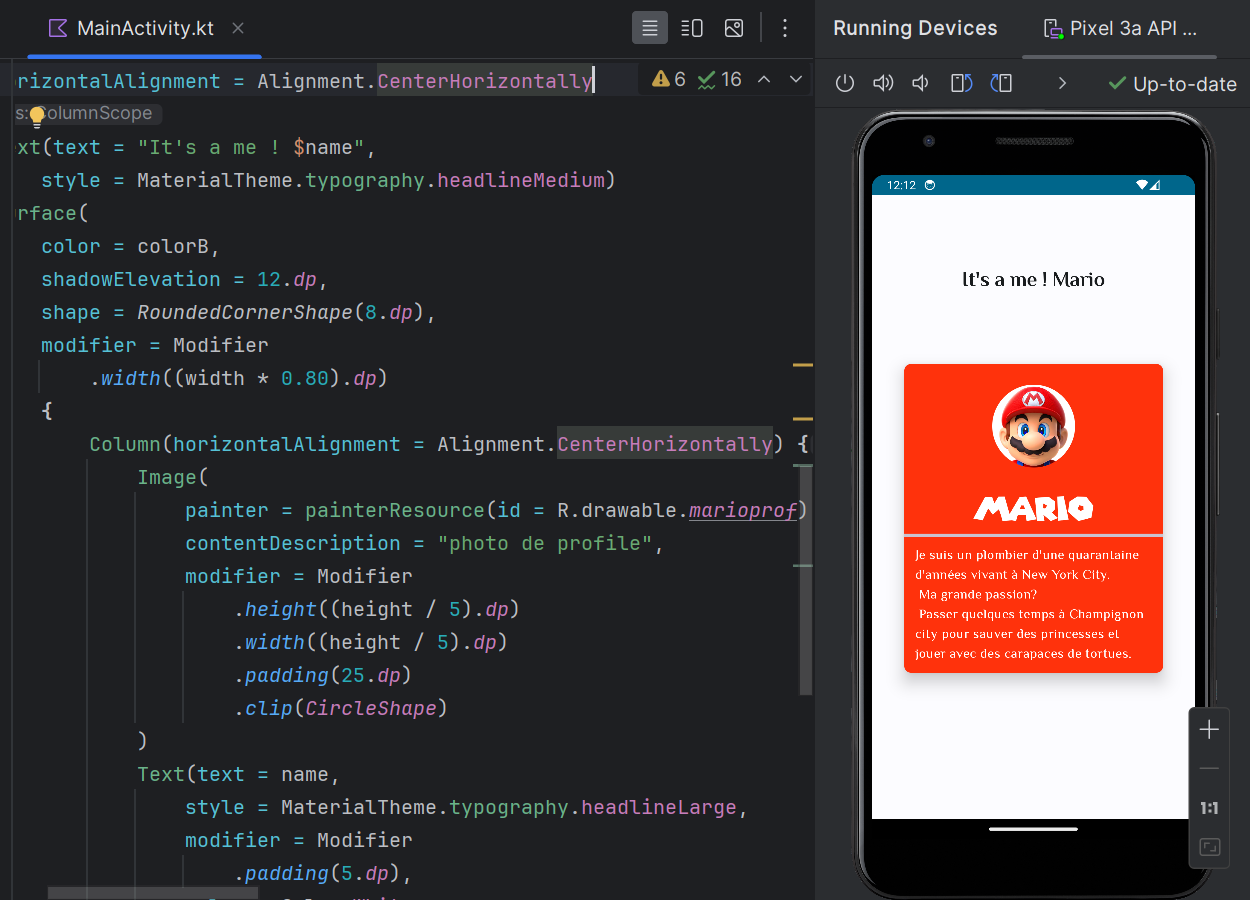 MainActivity.kt
Running Devices
Pixel 3a API ...
rizontalAlignment = Alignment.CenterHorizontally
6
16
Up-to-date
s: ColumnScope
xt(text = "It's a me ! $name",
style = MaterialTheme.typography.headlineMedium)
rface(
color = colorB,
shadowElevation = 12.dp,
shape = RoundedCornerShape(8.dp),
modifier = Modifier
.width((width * 0.80).dp)
{
Column(horizontalAlignment = Alignment.CenterHorizontally) {
Image(
painter = painterResource(id = R.drawable.marioprof)
contentDescription = "photo de profile",
modifier = Modifier
.height((height / 5).dp)
.width((height / 5).dp)
.padding(25.dp)
.clip(CircleShape)
)
Text(text = name,
style = MaterialTheme.typography.headlineLarge,
modifier = Modifier
.padding(5.dp),
12:12
It's a me ! Mario
M
MARIO
Je suis un plombier d'une quarantaine
d'années vivant à New York City.
Ma grande passion?
Passer quelques temps à Champignon
city pour sauver des princesses et
jouer avec des carapaces de tortues.
1:1